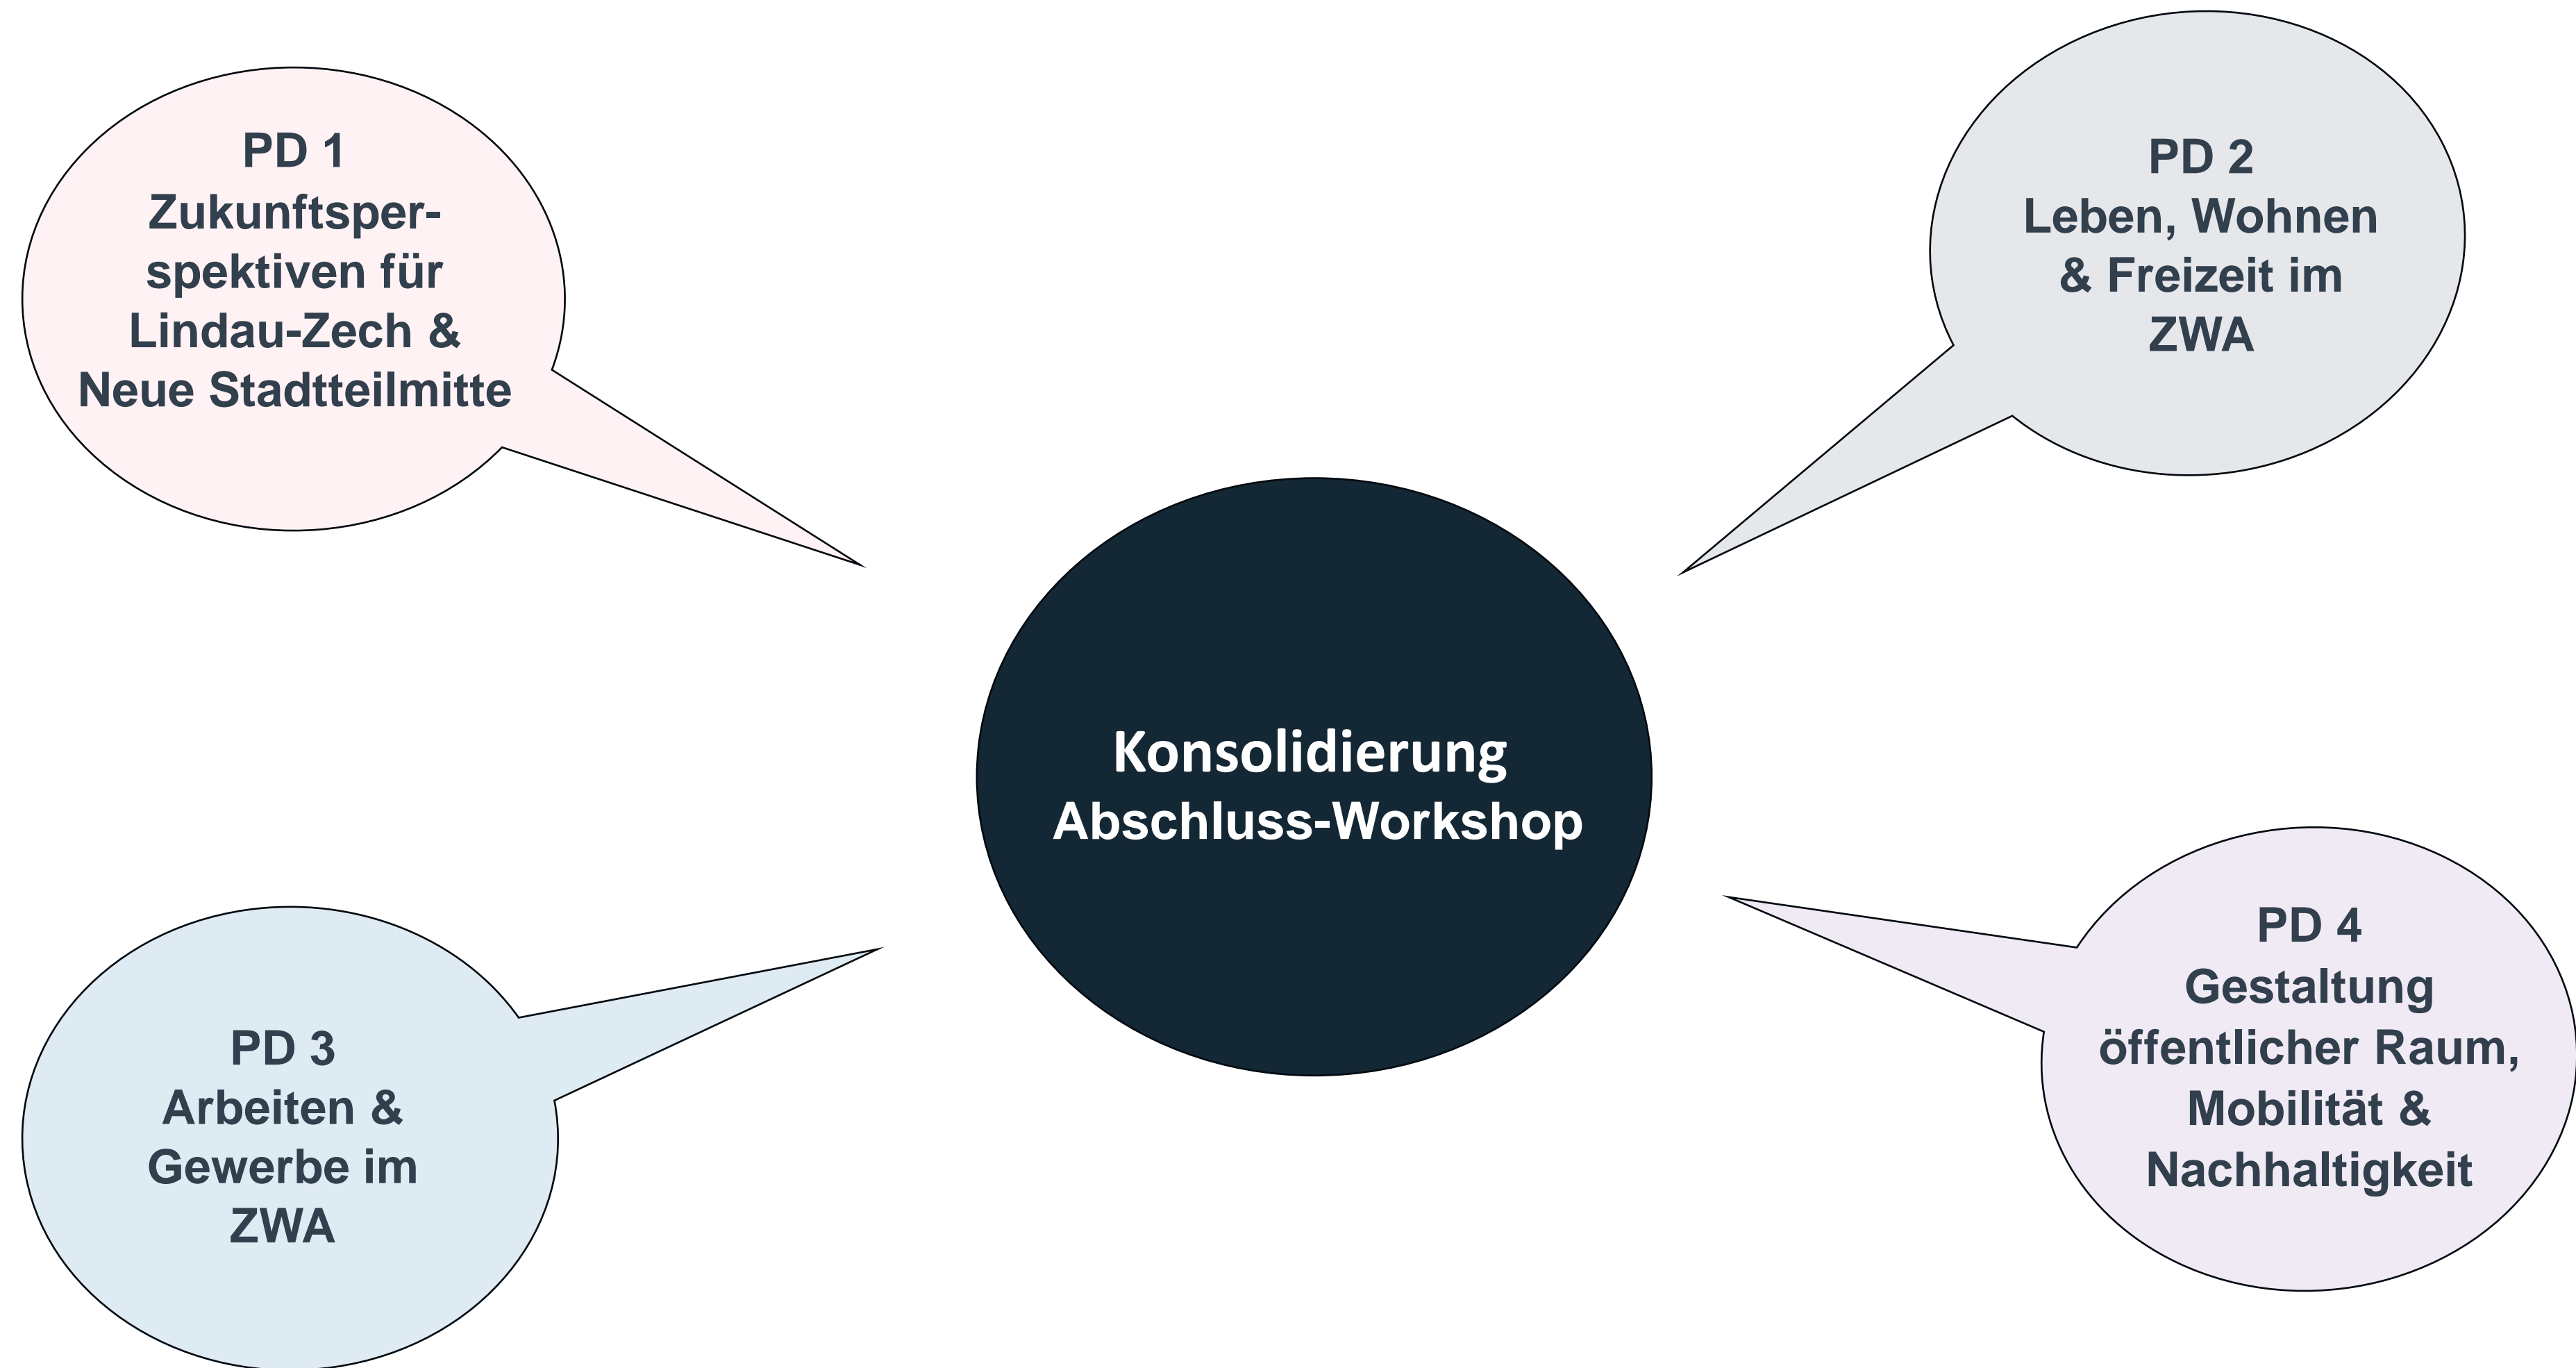 PD 1
Zukunftsper-
spektiven für
Lindau-Zech &
Neue Stadtteilmitte
PD 2
Leben, Wohnen
& Freizeit im
ZWA
Konsolidierung
Abschluss-Workshop
PD 3
Arbeiten &
Gewerbe im
ZWA
PD 4
Gestaltung
öffentlicher Raum,
Mobilität &
Nachhaltigkeit